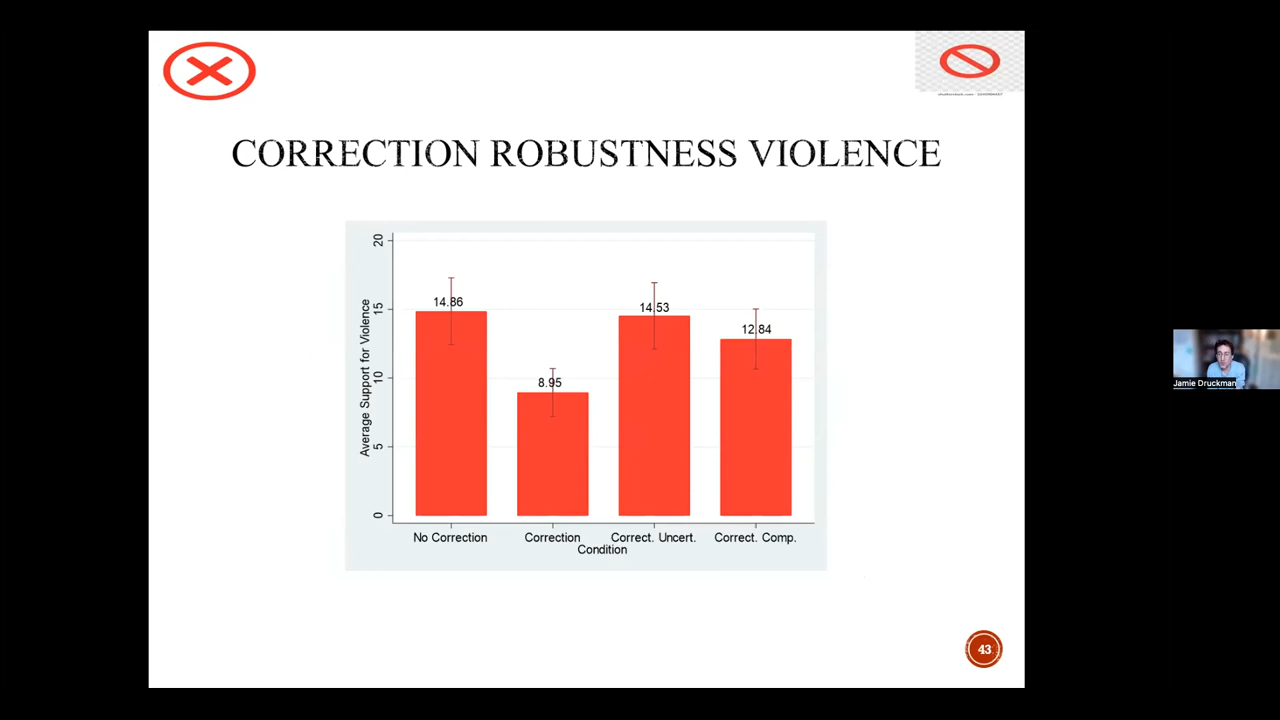 CORRECTION ROBUSTNESS VIOLENCE
Average Support for Violence
20
15
10
5
0
14.86
8.95
14.53
12.84
No Correction
Correction
Correct. Uncert.
Correct. Comp.
Condition
43
Jamie Druckman